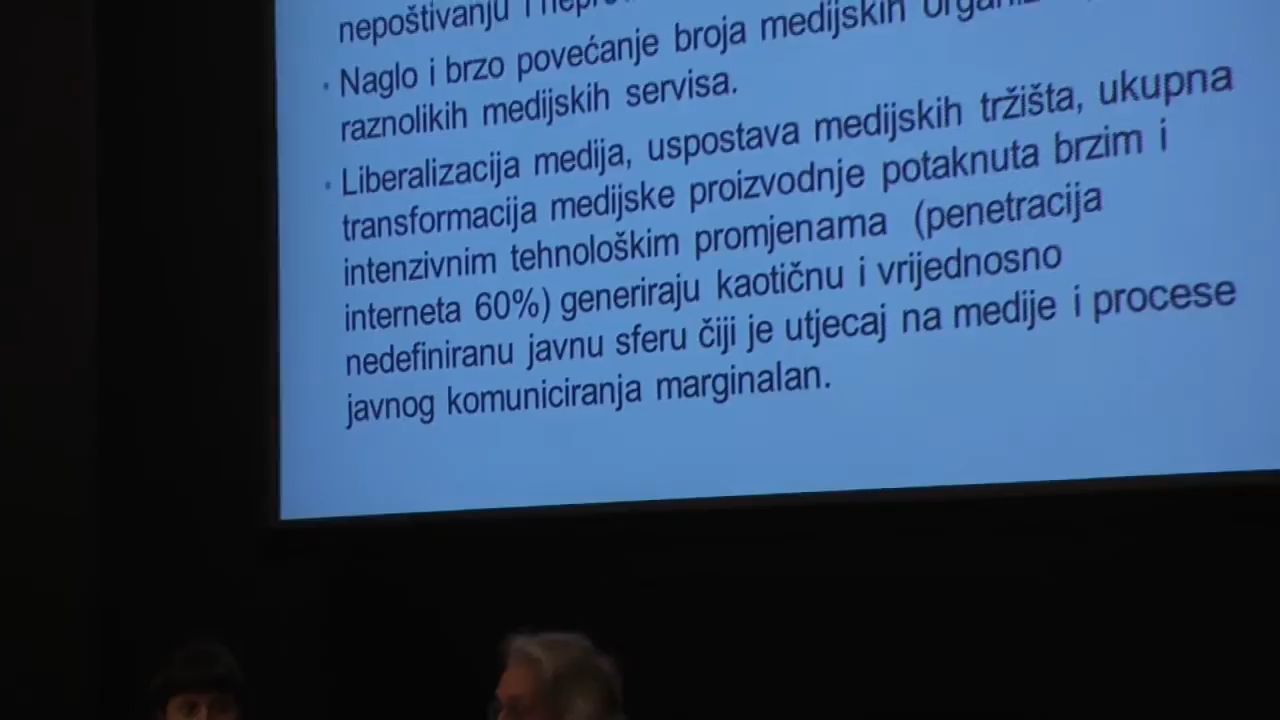 nepoštivanju i
Naglo i brzo povećanje broja medijskih
raznolikih medijskih servisa.
Liberalizacija medija, uspostava medijskih tržišta, ukupna
transformacija medijske proizvodnje potaknuta brzim i
intenzivnim tehnološkim promjenama (penetracija
interneta 60%) generiraju kaotičnu i vrijednosno
nedefiniranu javnu sferu čiji je utjecaj na medije i procese
javnog komuniciranja marginalan.